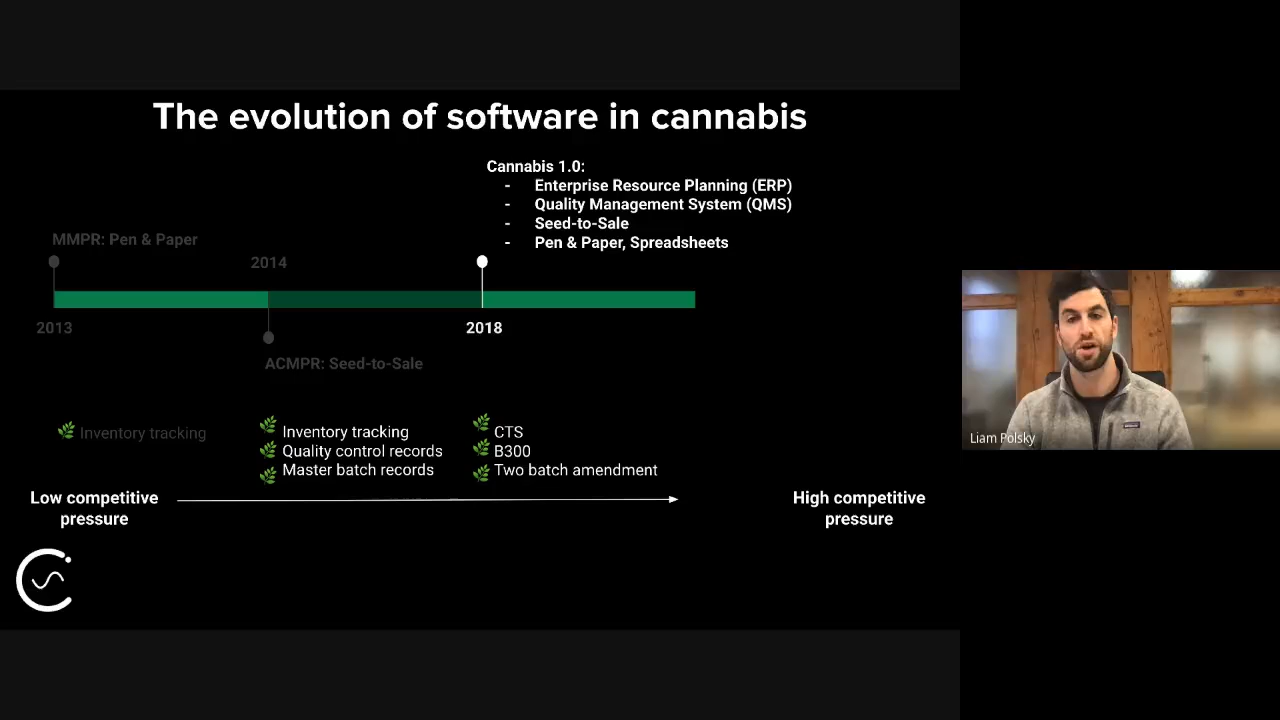 The evolution of software in cannabis
Cannabis 1.0:
- Enterprise Resource Planning (ERP)
- Quality Management System (QMS)
- Seed-to-Sale
- Pen & Paper, Spreadsheets
MMPR: Pen & Paper
2014
2013
2018
ACMPR: Seed-to-Sale
Inventory tracking
Inventory tracking
Quality control records
Master batch records
CTS
B300
Two batch amendment
Low competitive
pressure
High competitive
pressure
Liam Polsky